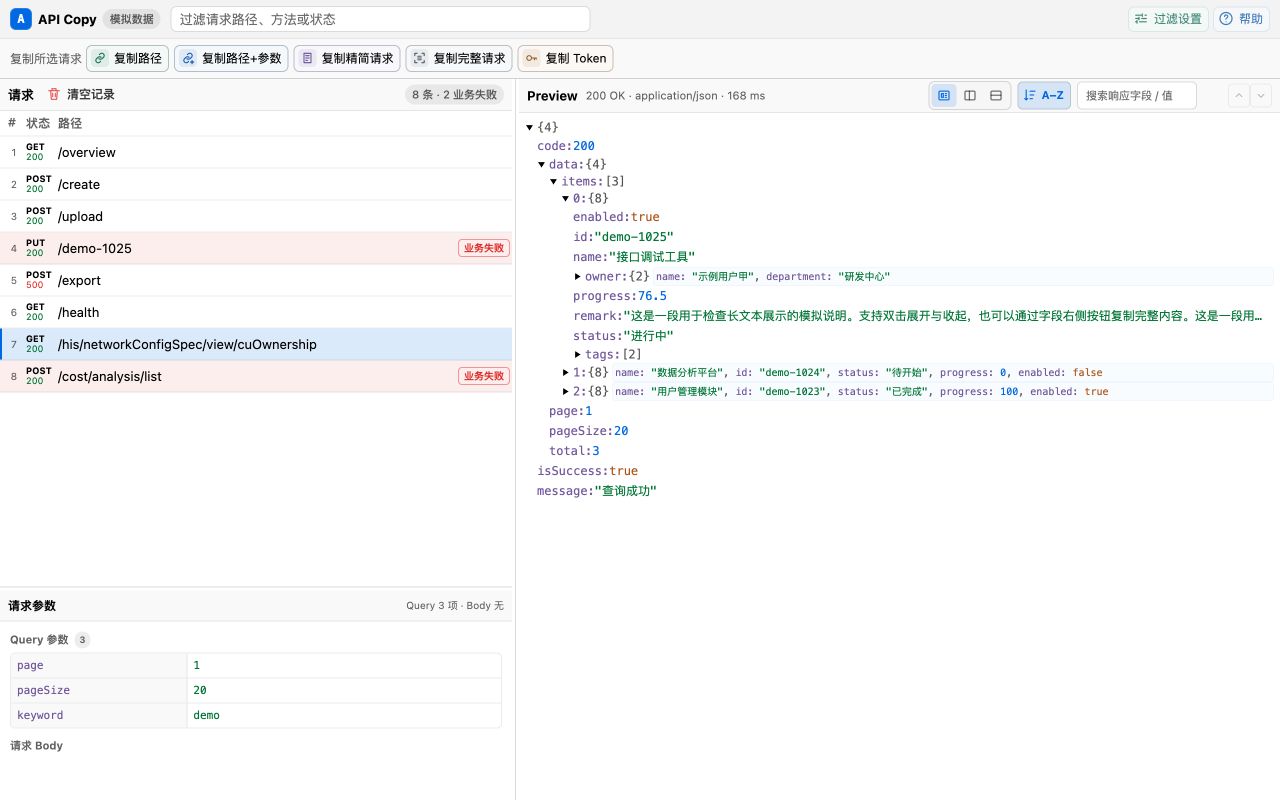 A API Copy 模拟数据 过滤请求路径、方法或状态 过滤设置 帮助
复制所选请求 复制路径 复制路径+参数 复制精简请求 复制完整请求 复制 Token
请求 清空记录 8 条 · 2 业务失败
# 状态 路径
1 GET 200 /overview
2 POST 200 /create
3 POST 200 /upload
4 PUT 200 /demo-1025 业务失败
5 POST 500 /export
6 GET 200 /health
7 GET 200 /his/networkConfigSpec/view/cuOwnership
8 POST 200 /cost/analysis/list 业务失败
请求参数 Query 3 项 · Body 无
Query 参数 3
page 1
pageSize 20
keyword demo
请求 Body
Preview 200 OK · application/json · 168 ms A–Z 搜索响应字段 / 值
{4}
code:200
data:{4}
items:[3]
0:{8}
enabled:true
id:"demo-1025"
name:"接口调试工具"
owner:{2} name: "示例用户甲", department: "研发中心"
progress:76.5
remark:"这是一段用于检查长文本展示的模拟说明。支持双击展开与收起，也可以通过字段右侧按钮复制完整内容。这是一段用…
status:"进行中"
tags:[2]
1:{8} name: "数据分析平台", id: "demo-1024", status: "待开始", progress: 0, enabled: false
2:{8} name: "用户管理模块", id: "demo-1023", status: "已完成", progress: 100, enabled: true
page:1
pageSize:20
total:3
isSuccess:true
message:"查询成功"